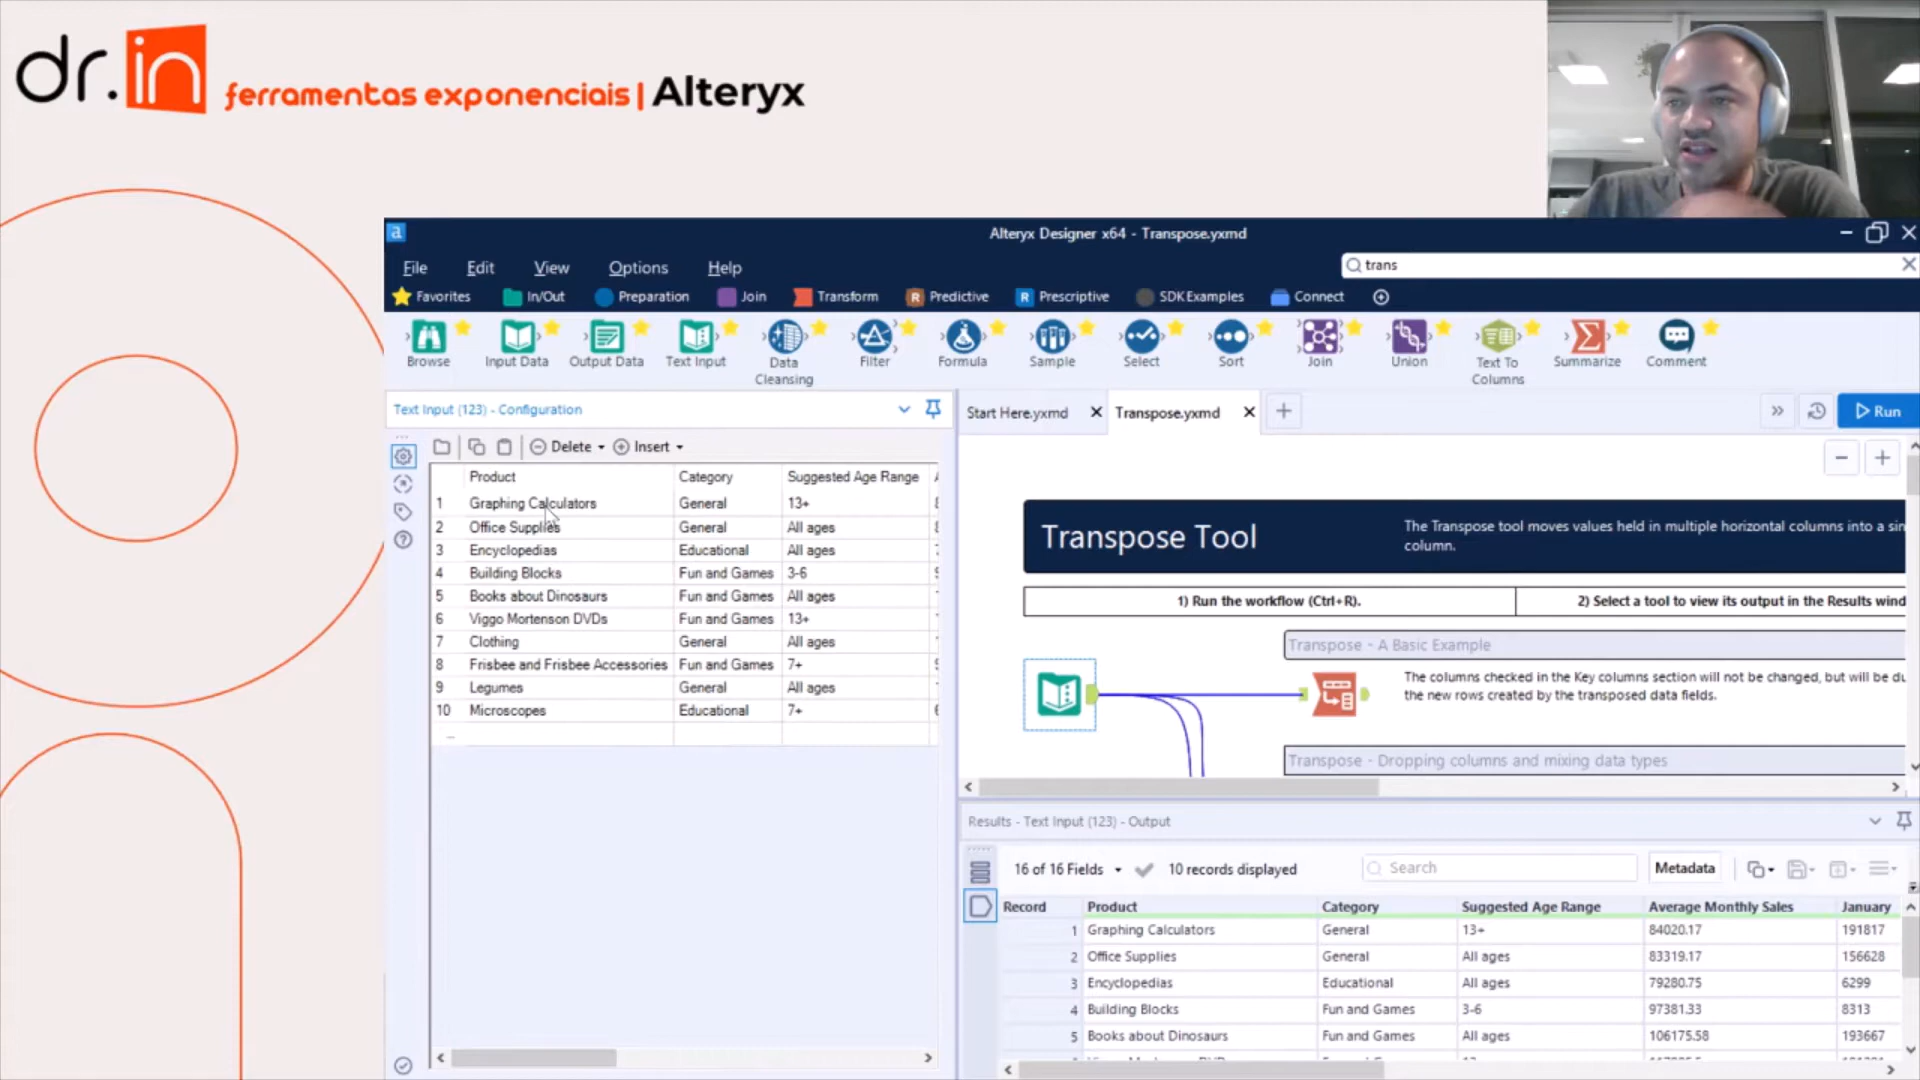 dr.in
ferramentas exponenciais | Alteryx
a
Alteryx Designer x64 - Transpose.yxmd
File Edit View Options Help
trans
Favorites In/Out Preparation Join Transform Predictive Prescriptive SDK Examples Connect
Browse Input Data Output Data Text Input Data Cleansing Filter Formula Sample Select Sort Join Union Text To Columns Summarize Comment
Text Input (123) - Configuration
Delete Insert
Product Category Suggested Age Range
1 Graphing Calculators General 13+
2 Office Supplies General All ages
3 Encyclopedias Educational All ages
4 Building Blocks Fun and Games 3-6
5 Books about Dinosaurs Fun and Games All ages
6 Viggo Mortenson DVDs Fun and Games 13+
7 Clothing General All ages
8 Frisbee and Frisbee Accessories Fun and Games 7+
9 Legumes General All ages
10 Microscopes Educational 7+
...
Start Here.yxmd Transpose.yxmd
Run
Transpose Tool
The Transpose tool moves values held in multiple horizontal columns into a
column.
1) Run the workflow (Ctrl+R). 2) Select a tool to view its output in the Results
Transpose - A Basic Example
The columns checked in the Key columns section will not be changed, but will be
the new rows created by the transposed data fields.
Transpose - Dropping columns and mixing data types
Results - Text Input (123) - Output
16 of 16 Fields 10 records displayed Search Metadata
Record Product Category Suggested Age Range Average Monthly Sales January
1 Graphing Calculators General 13+ 84020.17 191817
2 Office Supplies General All ages 83319.17 156628
3 Encyclopedias Educational All ages 79280.75 6299
4 Building Blocks Fun and Games 3-6 97381.33 8313
5 Books about Dinosaurs Fun and Games All ages 106175.58 193667